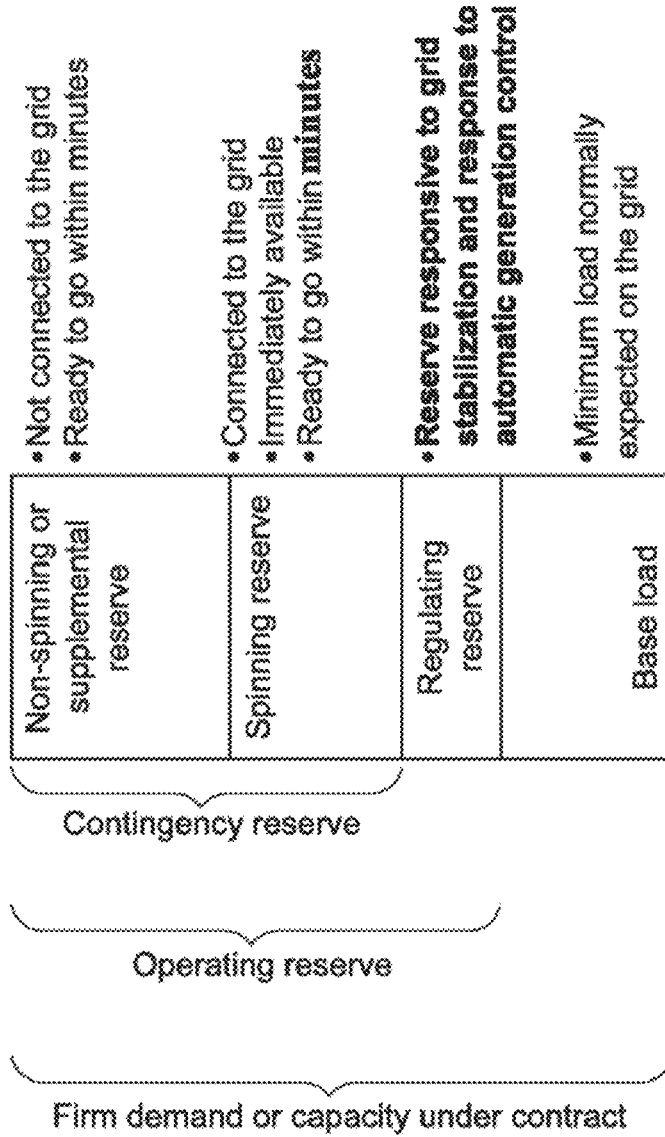 Firm demand or capacity under contract
Operating reserve
Contingency reserve
Non-spinning or
supplemental
reserve
• Not connected to the grid
• Ready to go within minutes
Spinning reserve
• Connected to the grid
• Immediately available
• Ready to go within minutes
Regulating
reserve
• Reserve responsive to grid
stabilization and response to
automatic generation control
Base load
• Minimum load normally
expected on the grid